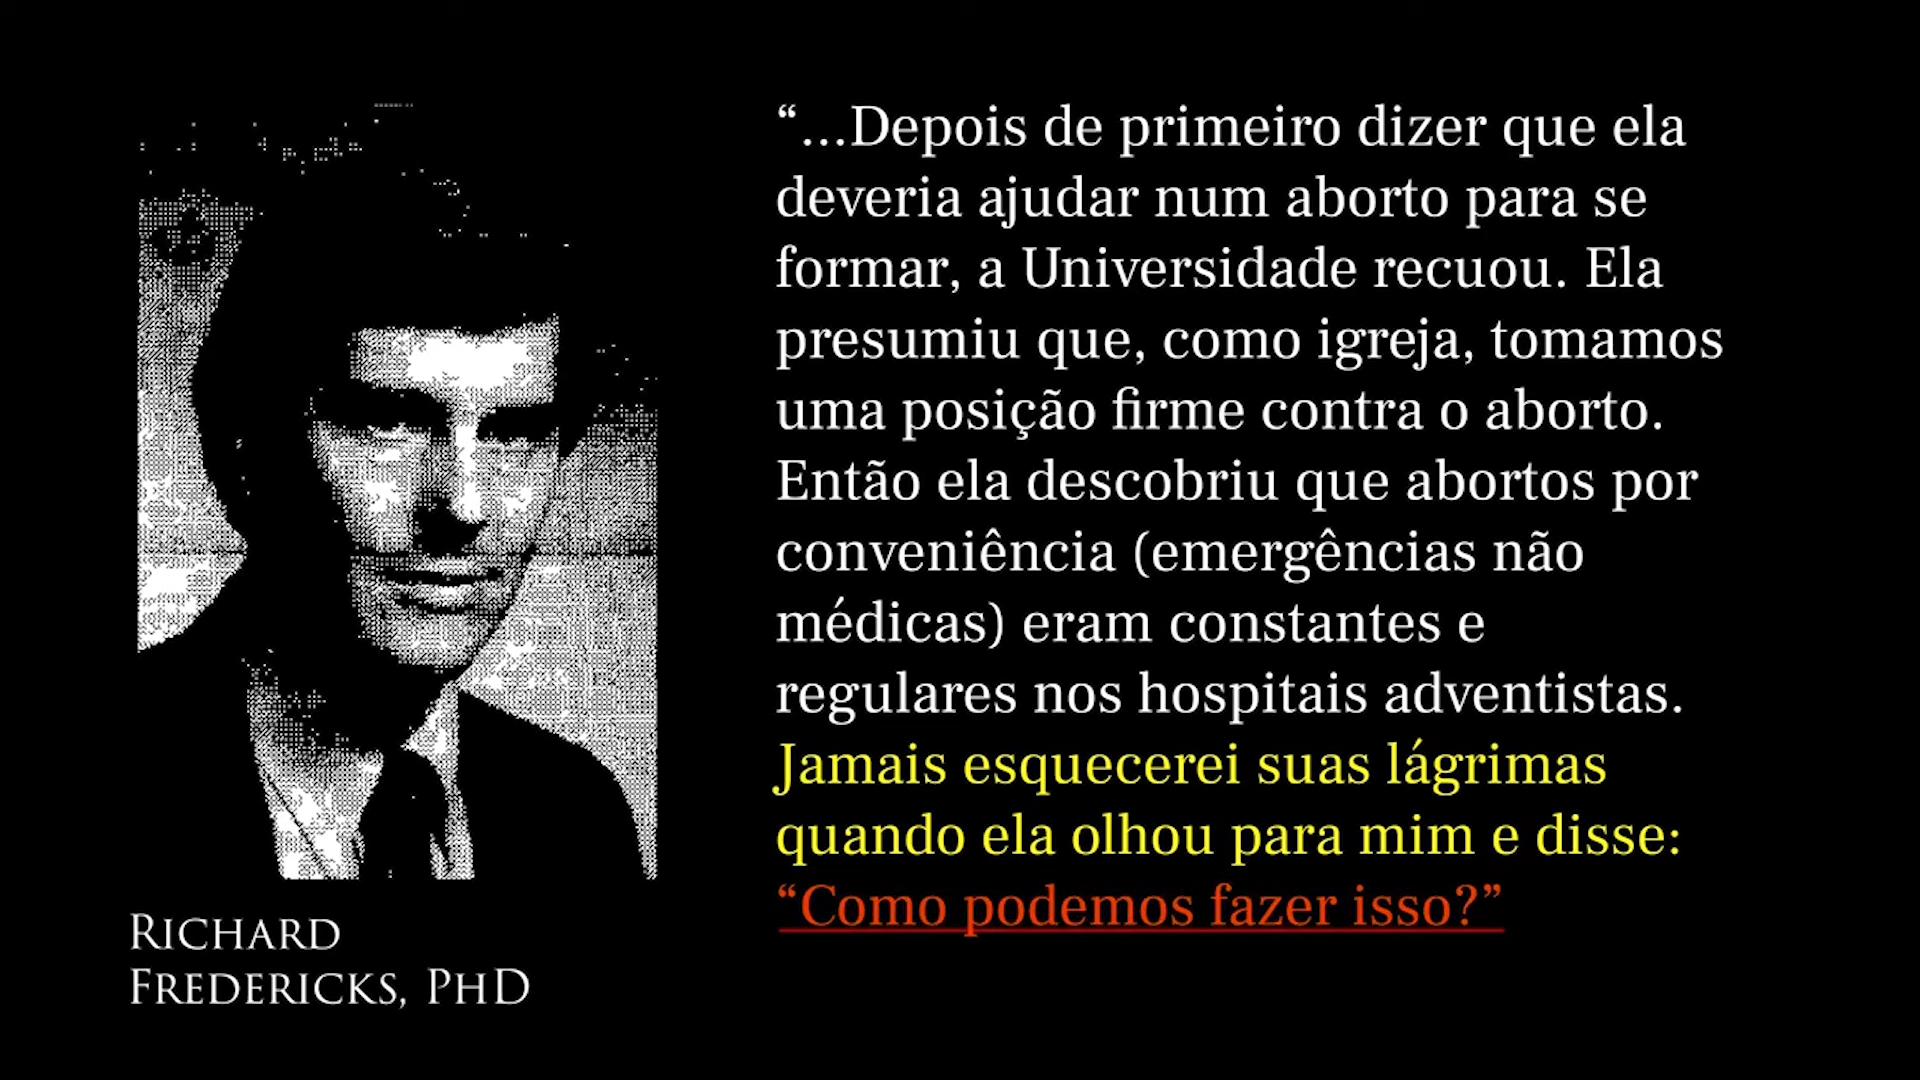 “...Depois de primeiro dizer que ela
deveria ajudar num aborto para se
formar, a Universidade recuou. Ela
presumiu que, como igreja, tomamos
uma posição firme contra o aborto.
Então ela descobriu que abortos por
conveniência (emergências não
médicas) eram constantes e
regulares nos hospitais adventistas.
Jamais esquecerei suas lágrimas
quando ela olhou para mim e disse:
“Como podemos fazer isso?”
RICHARD
FREDERICKS, PHD